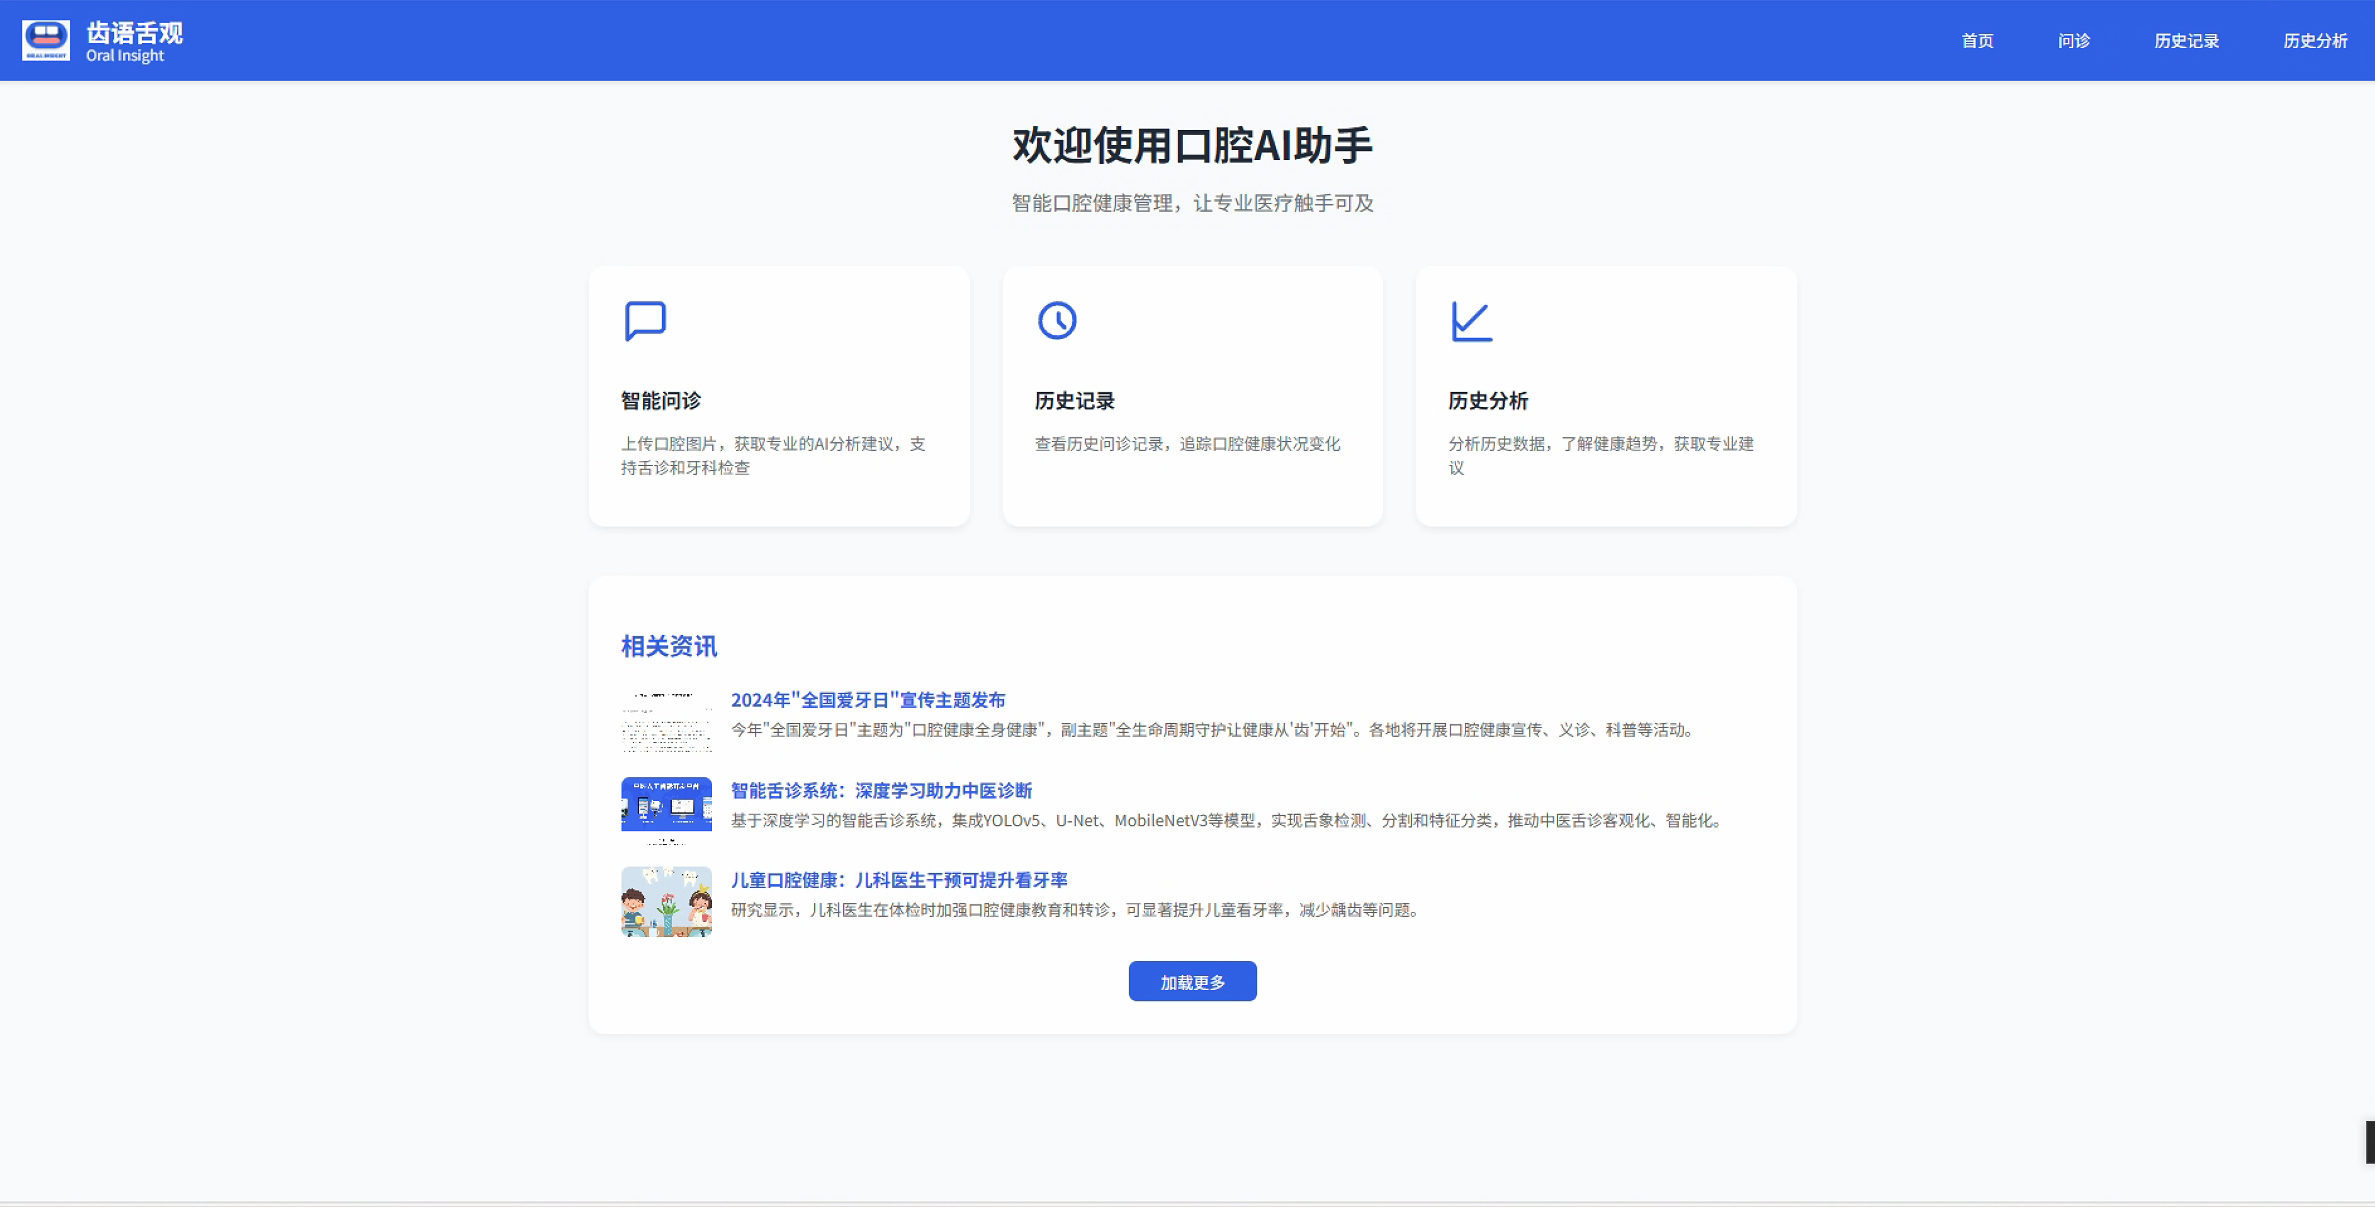 齿语舌观
Oral Insight
首页
问诊
历史记录
历史分析
欢迎使用口腔AI助手
智能口腔健康管理，让专业医疗触手可及
智能问诊
上传口腔图片，获取专业的AI分析建议，支
持舌诊和牙科检查
历史记录
查看历史问诊记录，追踪口腔健康状况变化
历史分析
分析历史数据，了解健康趋势，获取专业建
议
相关资讯
2024年"全国爱牙日"宣传主题发布
今年"全国爱牙日"主题为"口腔健康全身健康"，副主题"全生命周期守护让健康从'齿'开始"。各地将开展口腔健康宣传、义诊、科普等活动。
智能舌诊系统：深度学习助力中医诊断
基于深度学习的智能舌诊系统，集成YOLOv5、U-Net、MobileNetV3等模型，实现舌象检测、分割和特征分类，推动中医舌诊客观化、智能化。
儿童口腔健康：儿科医生干预可提升看牙率
研究显示，儿科医生在体检时加强口腔健康教育和转诊，可显著提升儿童看牙率，减少龋齿等问题。
加载更多